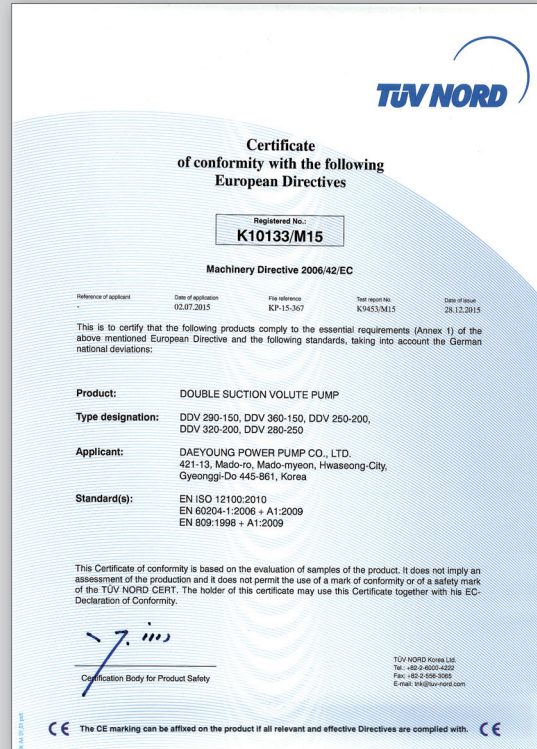 TÜV NORD
Certificate
of conformity with the following
European Directives
Registered No.:
K10133/M15
Machinery Directive 2006/42/EC
Reference of applicant Date of application File reference Test report No. Date of issue
- 02.07.2015 KP-15-367 K9453/M15 28.12.2015
This is to certify that the following products comply to the essential requirements (Annex 1) of the
above mentioned European Directive and the following standards, taking into account the German
national deviations:
Product: DOUBLE SUCTION VOLUTE PUMP
Type designation: DDV 290-150, DDV 360-150, DDV 250-200,
DDV 320-200, DDV 280-250
Applicant: DAEYOUNG POWER PUMP CO., LTD.
421-13, Mado-ro, Mado-myeon, Hwaseong-City,
Gyeonggi-Do 445-861, Korea
Standard(s): EN ISO 12100:2010
EN 60204-1:2006 + A1:2009
EN 809:1998 + A1:2009
This Certificate of conformity is based on the evaluation of samples of the product. It does not imply an
assessment of the production and it does not permit the use of a mark of conformity or of a safety mark
of the TÜV NORD CERT. The holder of this certificate may use this Certificate together with his EC-
Declaration of Conformity.
Certification Body for Product Safety
TÜV NORD Korea Ltd.
Tel.: +82-2-6000-4222
Fax: +82-2-556-3065
E-mail: tnk@tuv-nord.com
CE The CE marking can be affixed on the product if all relevant and effective Directives are complied with. CE